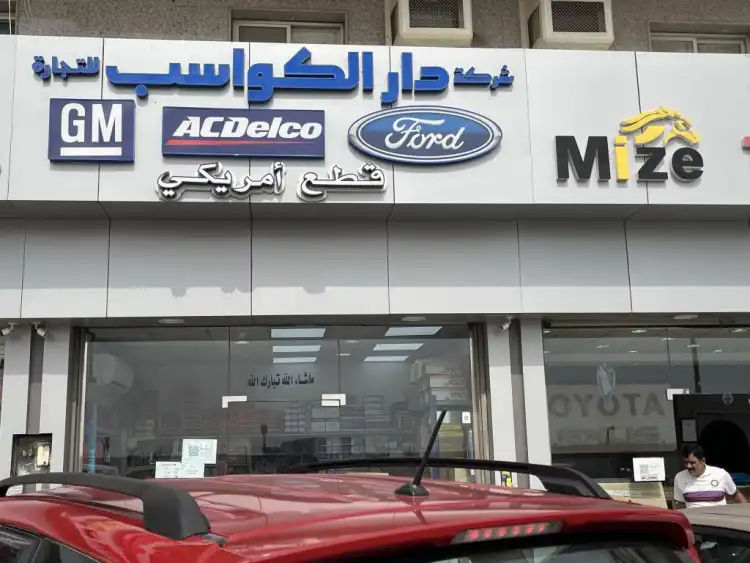 شركة دار الكواسب للتجارة
GM ACDelco Ford
قطع أمريكي
Mize
ماشاء الله تبارك الله
TOYOTA